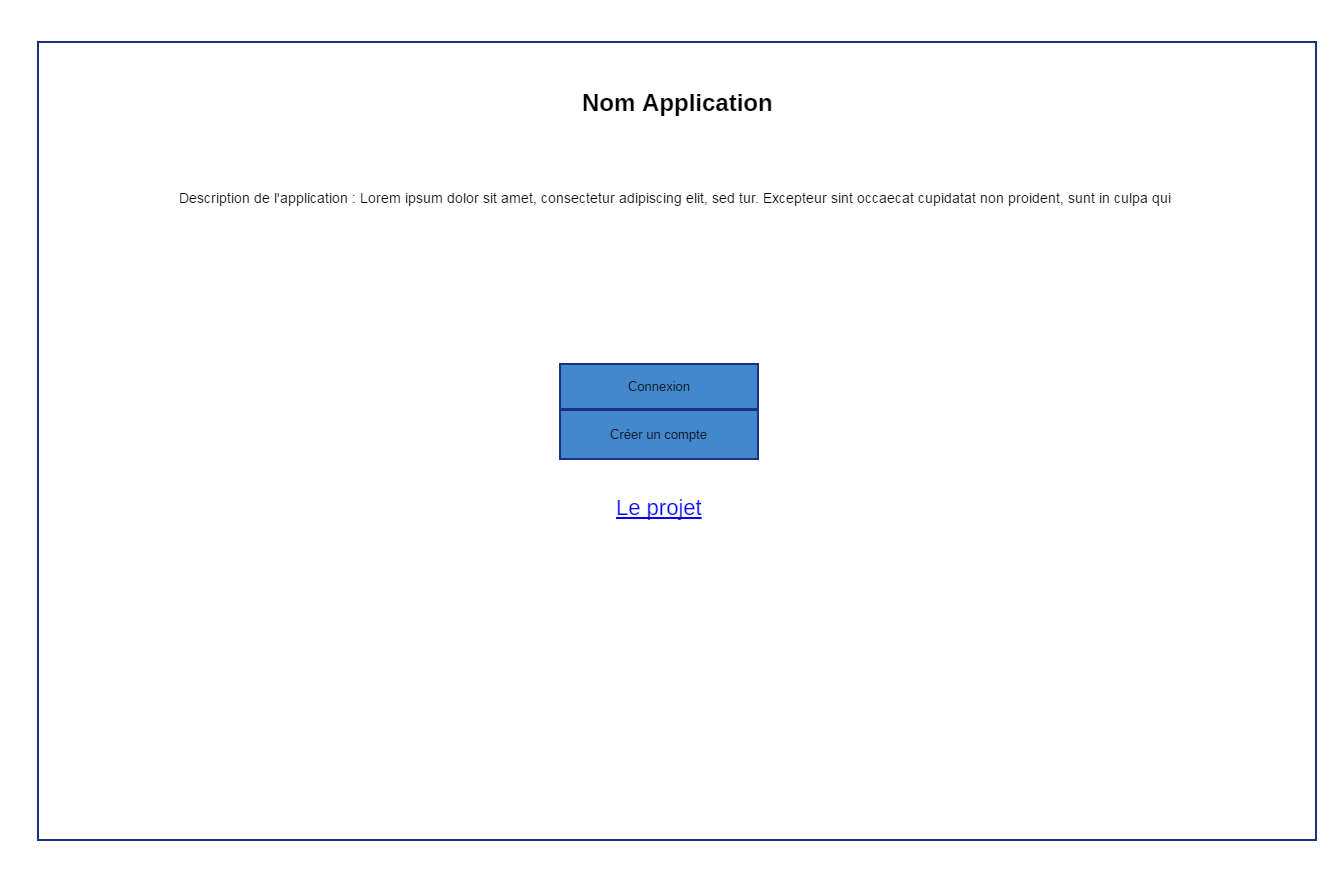 Nom Application
Description de l'application : Lorem ipsum dolor sit amet, consectetur adipiscing elit, sed tur. Excepteur sint occaecat cupidatat non proident, sunt in culpa qui
Connexion
Créer un compte
Le projet